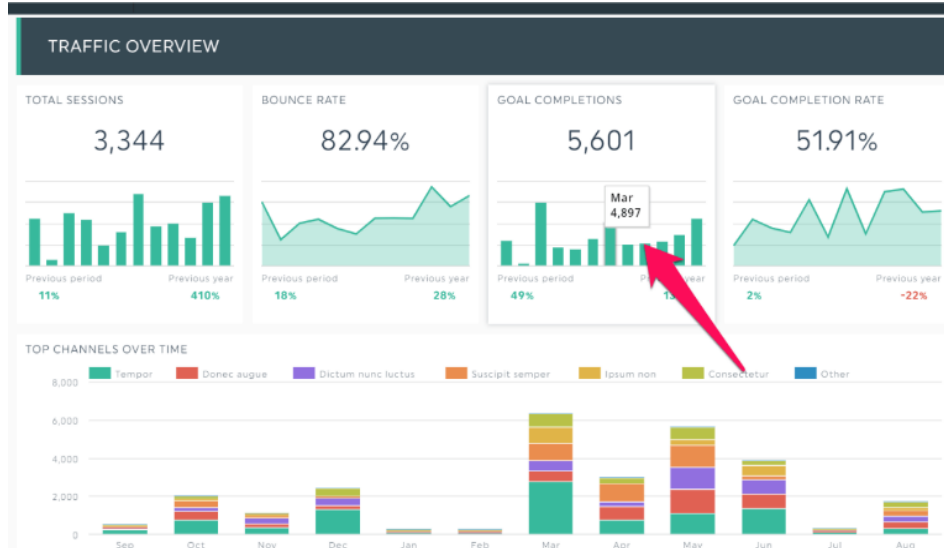 TRAFFIC OVERVIEW
TOTAL SESSIONS
3,344
Previous period Previous year
11% 410%
BOUNCE RATE
82.94%
Previous period Previous year
18% 28%
GOAL COMPLETIONS
5,601
Mar
4,897
Previous period year
49%
GOAL COMPLETION RATE
51.91%
Previous period Previous year
2% -22%
TOP CHANNELS OVER TIME
Tempor Donec augue Dictum nunc luctus Suscipit semper Ipsum non Consectetur Other
8,000
6,000
4,000
2,000
0
Sep Oct Nov Dec Jan Feb Mar Apr May Jun Jul Aug